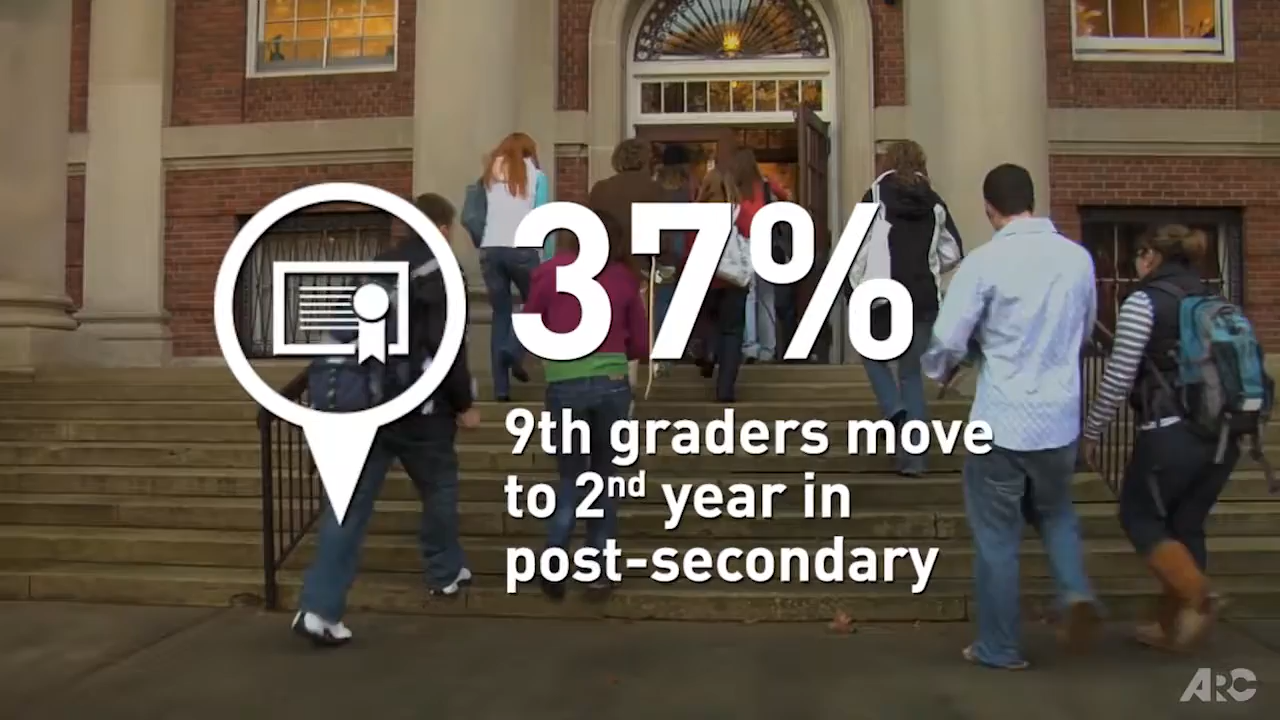 37%
9th graders move
to 2nd year in
post-secondary
ARC